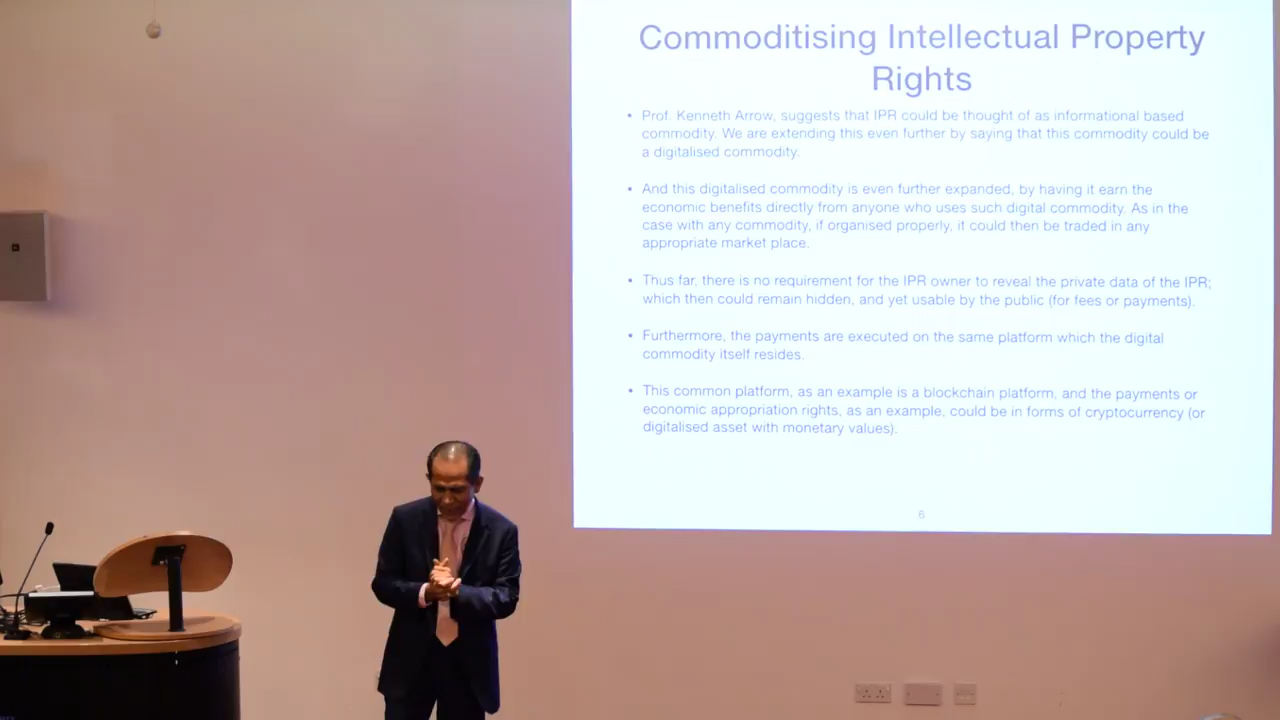 Commoditising Intellectual Property
Rights
• Prof. Kenneth Arrow, suggests that IPR could be thought of as informational based
commodity. We are extending this even further by saying that this commodity could be
a digitalised commodity.
• And this digitalised commodity is even further expanded, by having it earn the
economic benefits directly from anyone who uses such digital commodity. As in the
case with any commodity, if organised properly, it could then be traded in any
appropriate market place.
• Thus far, there is no requirement for the IPR owner to reveal the private data of the IPR;
which then could remain hidden, and yet usable by the public (for fees or payments).
• Furthermore, the payments are executed on the same platform which the digital
commodity itself resides.
• This common platform, as an example is a blockchain platform, and the payments or
economic appropriation rights, as an example, could be in forms of cryptocurrency (or
digitalised asset with monetary values).
6